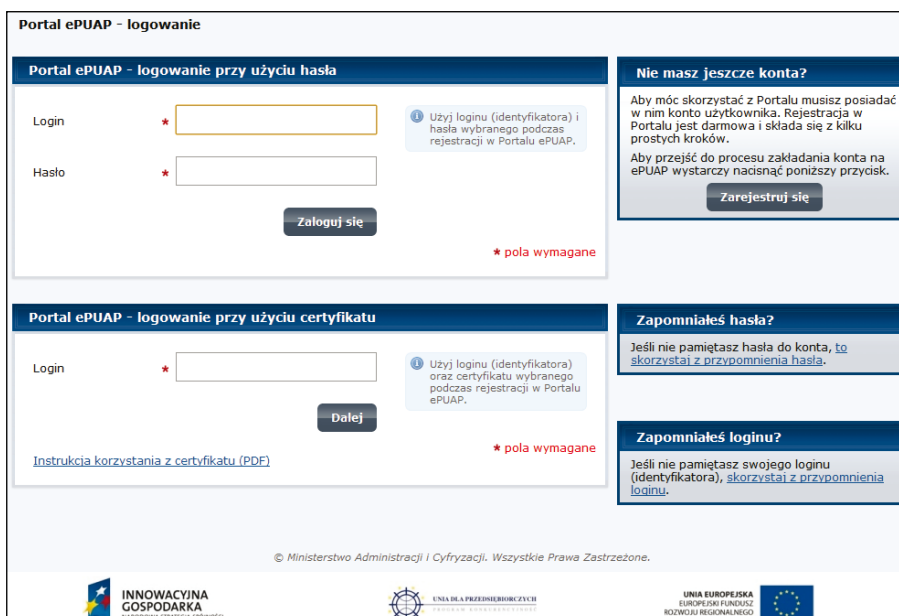 Portal ePUAP - logowanie
Portal ePUAP - logowanie przy użyciu hasła
Login *
Użyj loginu (identyfikatora) i
hasła wybranego podczas
rejestracji w Portalu ePUAP.
Hasło *
Zaloguj się
* pola wymagane
Portal ePUAP - logowanie przy użyciu certyfikatu
Login *
Użyj loginu (identyfikatora)
oraz certyfikatu wybranego
podczas rejestracji w Portalu
ePUAP.
Dalej
* pola wymagane
Instrukcja korzystania z certyfikatu (PDF)
Nie masz jeszcze konta?
Aby móc skorzystać z Portalu musisz posiadać
w nim konto użytkownika. Rejestracja w
Portalu jest darmowa i składa się z kilku
prostych kroków.
Aby przejść do procesu zakładania konta na
ePUAP wystarczy nacisnąć poniższy przycisk.
Zarejestruj się
Zapomniałeś hasła?
Jeśli nie pamiętasz hasła do konta, to
skorzystaj z przypomnienia hasła.
Zapomniałeś loginu?
Jeśli nie pamiętasz swojego loginu
(identyfikatora), skorzystaj z przypomnienia
loginu.
© Ministerstwo Administracji i Cyfryzacji. Wszystkie Prawa Zastrzeżone.
INNOWACYJNA
GOSPODARKA
UNIA DLA PRZEDSIĘBIORCZYCH
PROGRAM KONKURENCYJNOŚĆ
UNIA EUROPEJSKA
EUROPEJSKI FUNDUSZ
ROZWOJU REGIONALNEGO